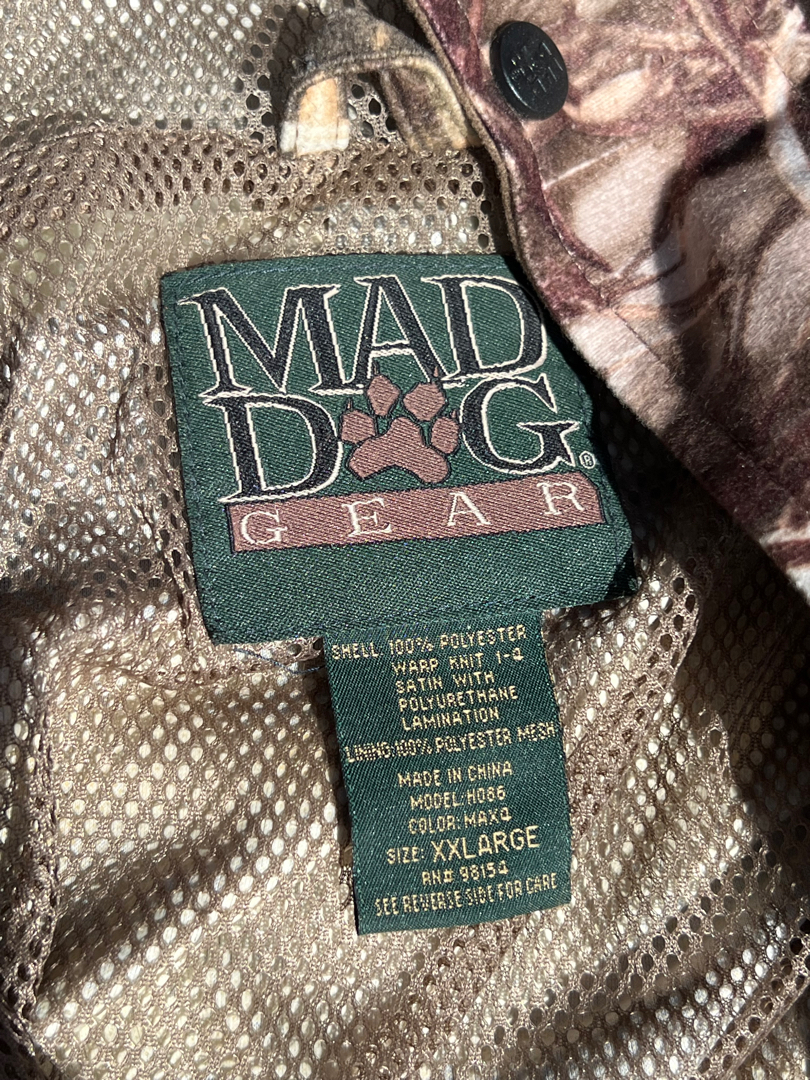 MAD
DOG®
GEAR
SHELL: 100% POLYESTER
WARP KNIT 1-4
SATIN WITH
POLYURETHANE
LAMINATION
LINING:100% POLYESTER MESH
MADE IN CHINA
MODEL: H086
COLOR: MAX4
SIZE: XXLARGE
RN# 98154
SEE REVERSE SIDE FOR CARE